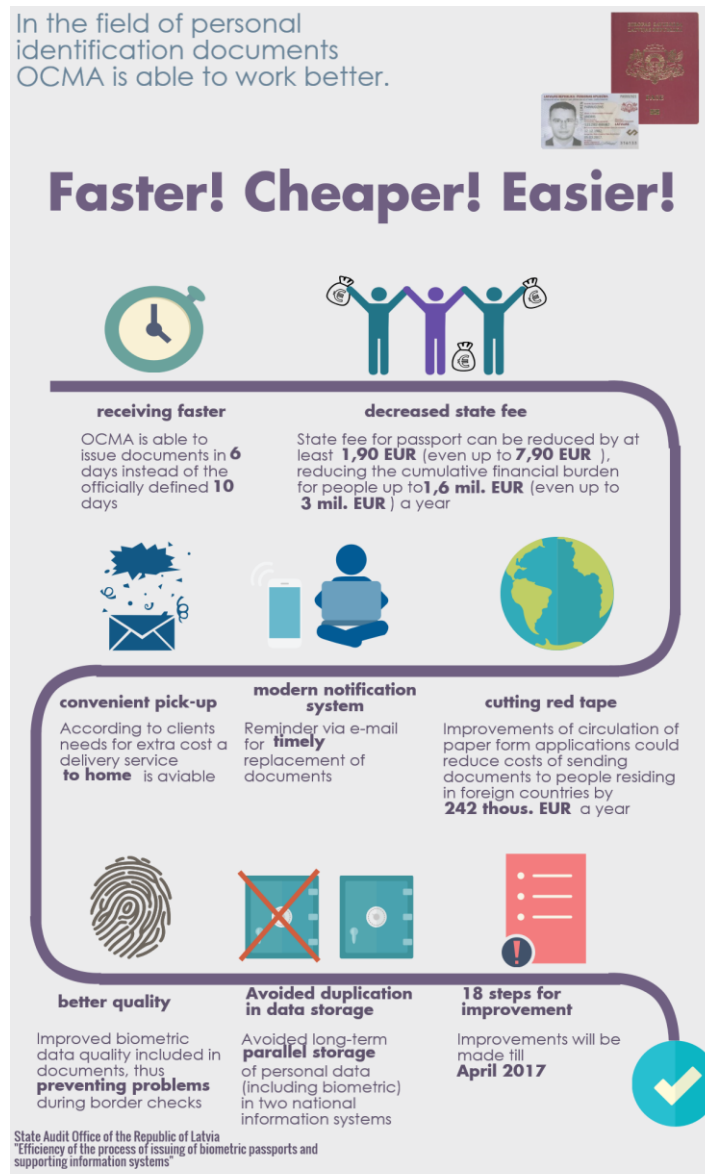 In the field of personal
identification documents
OCMA is able to work better.
Faster! Cheaper! Easier!
receiving faster
OCMA is able to
issue documents in 6
days instead of the
officially defined 10
days
decreased state fee
State fee for passport can be reduced by at
least 1,90 EUR (even up to 7,90 EUR ),
reducing the cumulative financial burden
for people up to1,6 mil. EUR (even up to
3 mil. EUR ) a year
convenient pick-up
According to clients
needs for extra cost a
delivery service
to home is aviable
modern notification
system
Reminder via e-mail
for timely
replacement of
documents
cutting red tape
Improvements of circulation of
paper form applications could
reduce costs of sending
documents to people residing
in foreign countries by
242 thous. EUR a year
better quality
Improved biometric
data quality included in
documents, thus
preventing problems
during border checks
Avoided duplication
in data storage
Avoided long-term
parallel storage
of personal data
(including biometric)
in two national
information systems
18 steps for
improvement
Improvements will be
made till
April 2017
State Audit Office of the Republic of Latvia
"Efficiency of the process of issuing of biometric passports and
supporting information systems"